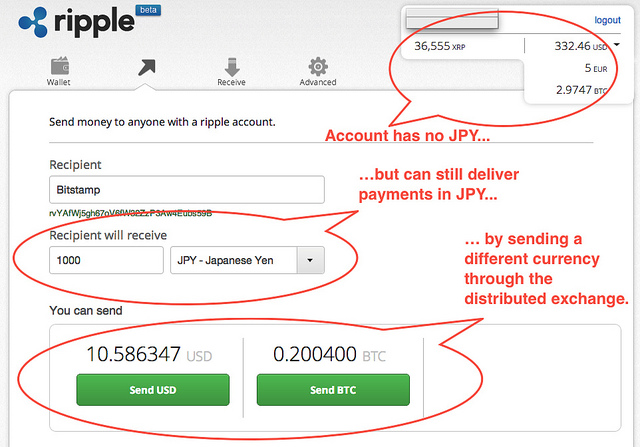 ripple
beta
logout
36,555 XRP
332.46 USD
5 EUR
2.9747 BTC
Wallet
Receive
Advanced
Send money to anyone with a ripple account.
Account has no JPY...
Recipient
Bitstamp
...but can still deliver
payments in JPY...
Recipient will receive
1000
JPY - Japanese Yen
... by sending a
different currency
through the
distributed exchange.
You can send
10.586347 USD
0.200400 BTC
Send USD
Send BTC